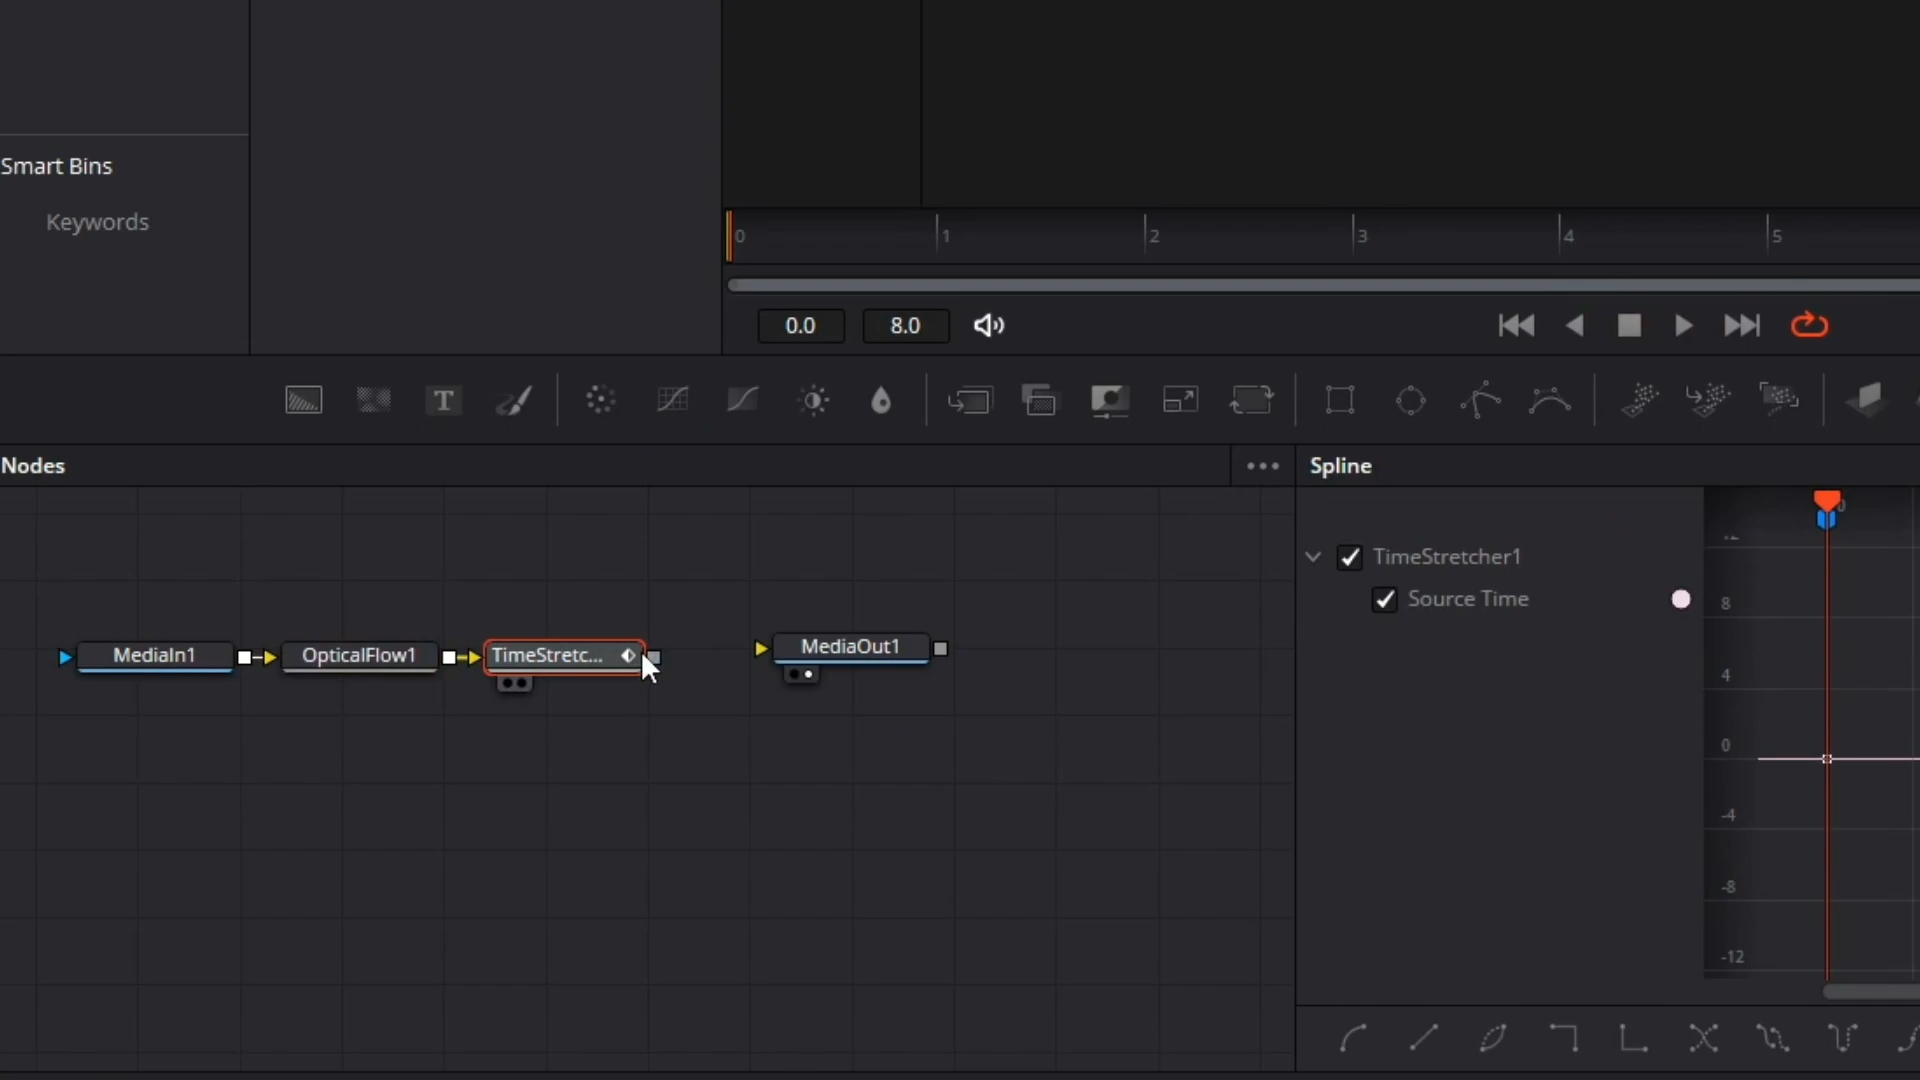 Smart Bins
Keywords
0 1 2 3 4 5
0.0 8.0
T
Nodes
Spline
TimeStretcher1
Source Time
MediaIn1
OpticalFlow1
TimeStretc...
MediaOut1
8
4
0
-4
-8
-12